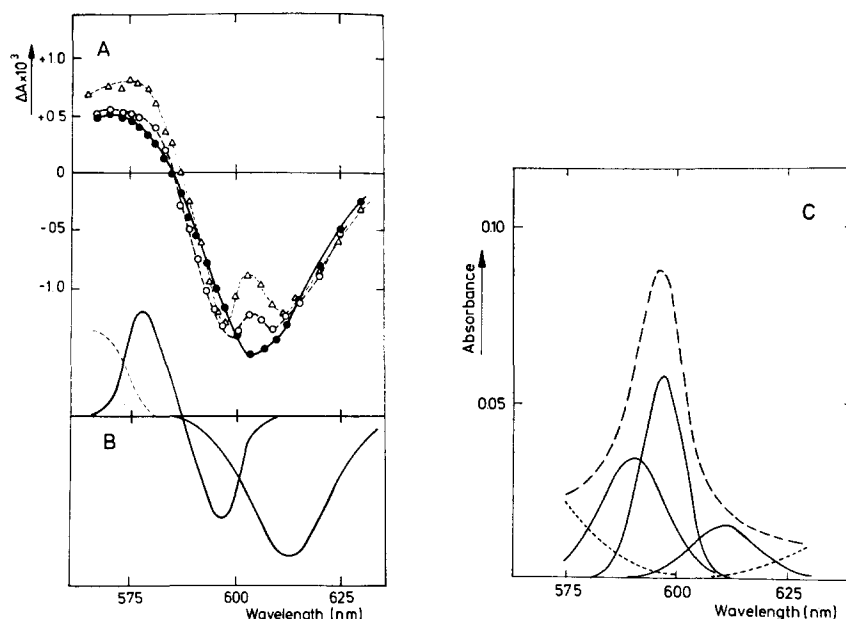 A
ΔA×10³
+1.0
+0.5
0
-0.5
-1.0
B
575
600
625
Wavelength (nm)
C
Absorbance
0.10
0.05
575
600
625
Wavelength (nm)